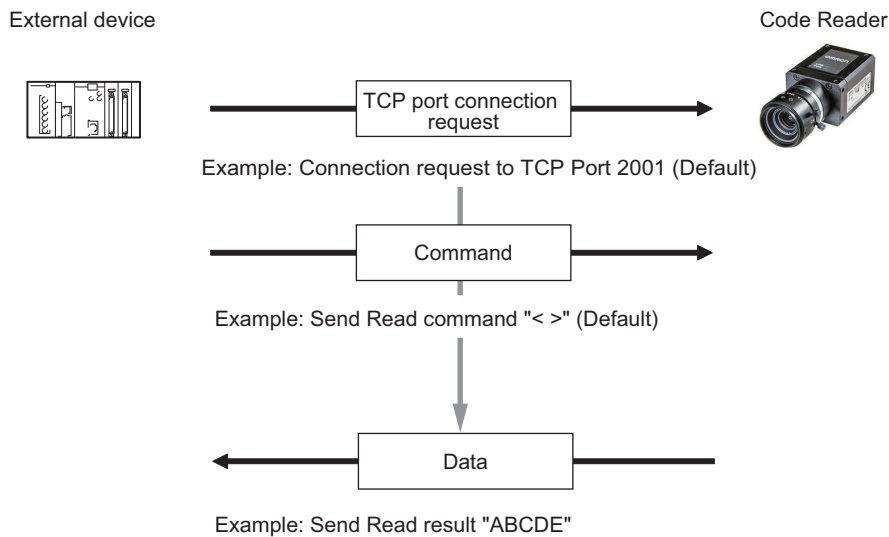 External device
Code Reader
OMRON
TCP port connection
request
Example: Connection request to TCP Port 2001 (Default)
Command
Example: Send Read command "< >" (Default)
Data
Example: Send Read result "ABCDE"